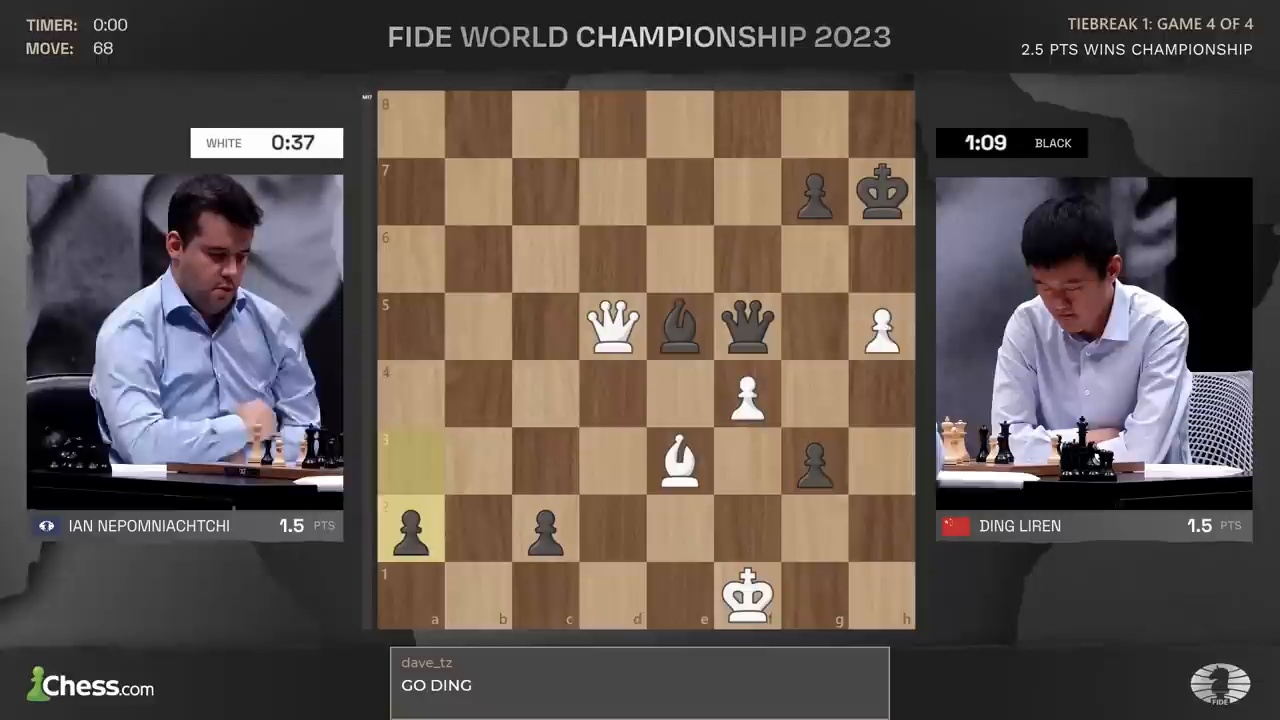 TIMER: 0:00
MOVE: 68
FIDE WORLD CHAMPIONSHIP 2023
TIEBREAK 1: GAME 4 OF 4
2.5 PTS WINS CHAMPIONSHIP
WHITE 0:37
1:09 BLACK
M17
8
7
6
5
4
3
2
1
a b c d e f g h
IAN NEPOMNIACHTCHI 1.5 PTS
DING LIREN 1.5 PTS
dave_tz
GO DING
Chess.com
FIDE